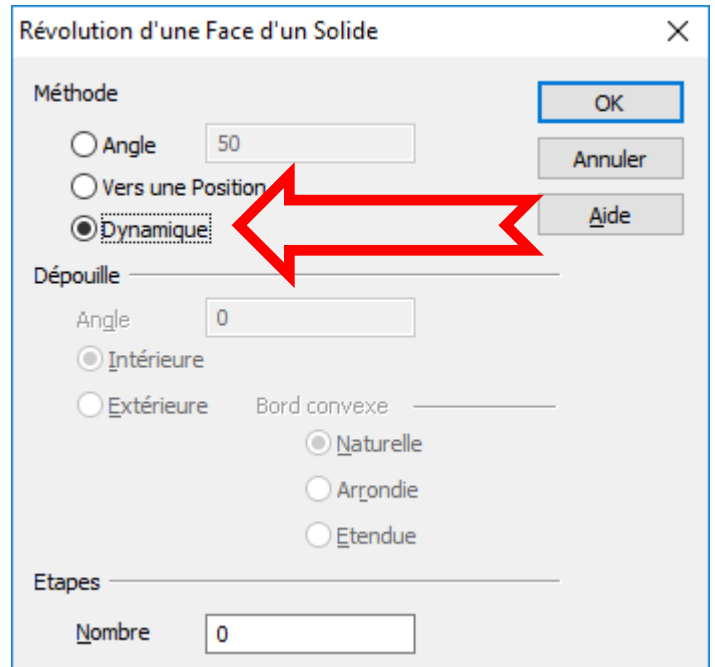 Révolution d'une Face d'un Solide
Méthode
OK
Angle 50
Annuler
Vers une Position
Aide
Dynamique
Dépouille
Angle 0
Intérieure
Extérieure Bord convexe
Naturelle
Arrondie
Etendue
Etapes
Nombre 0